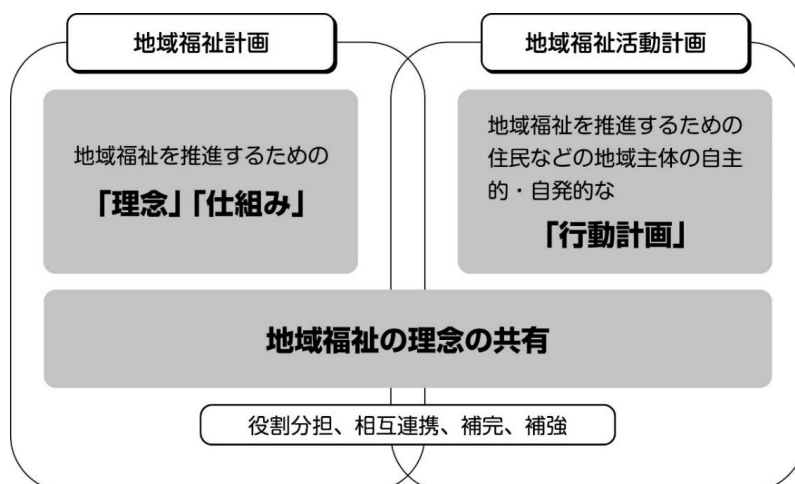 地域福祉計画
地域福祉を推進するための
「理念」「仕組み」
地域福祉活動計画
地域福祉を推進するための
住民などの地域主体の自主
的・自発的な
「行動計画」
地域福祉の理念の共有
役割分担、相互連携、補完、補強